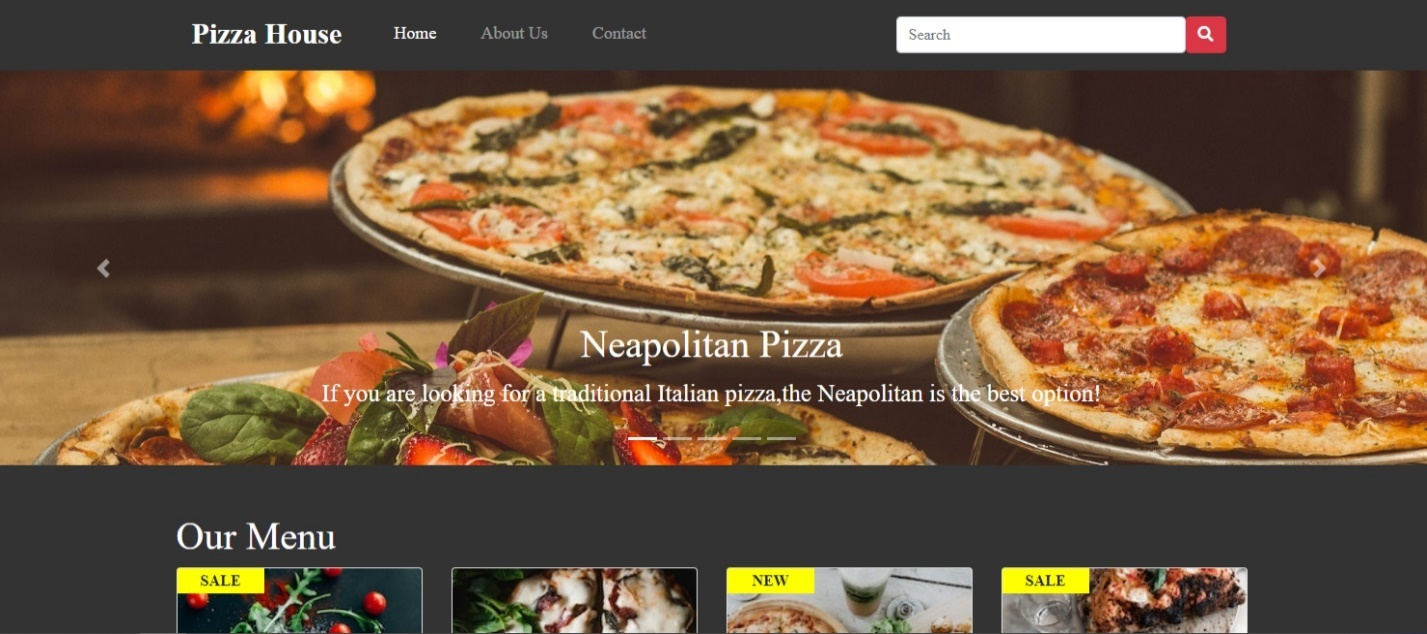 Pizza House Home About Us Contact Search
Neapolitan Pizza
If you are looking for a traditional Italian pizza,the Neapolitan is the best option!
Our Menu
SALE NEW SALE